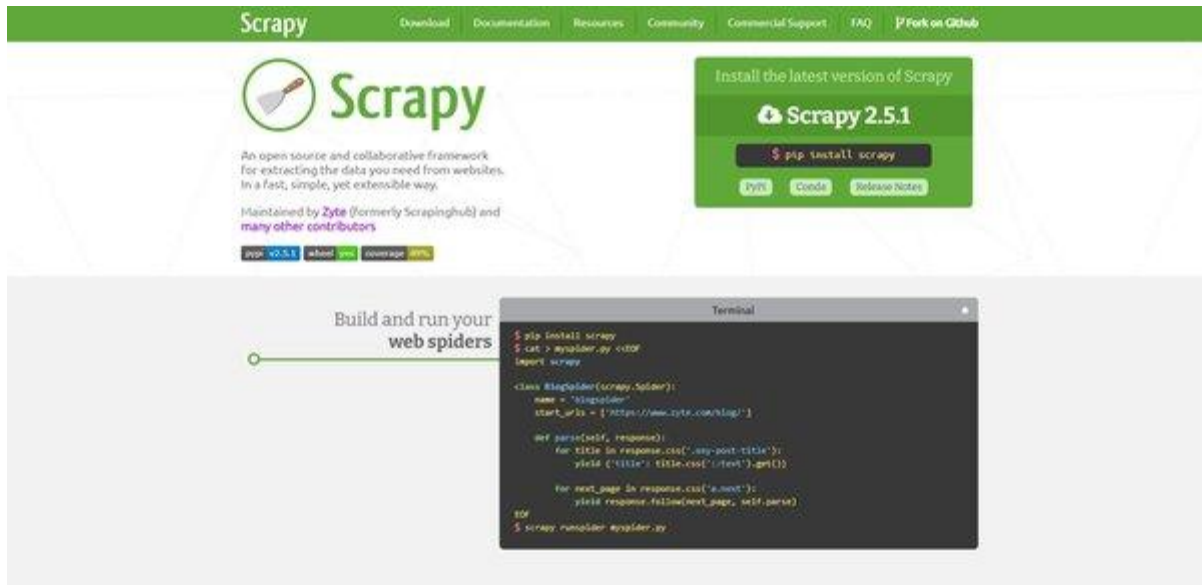 Scrapy
Download Documentation Resources Community Commercial Support FAQ Fork on Github
Scrapy
An open source and collaborative framework
for extracting the data you need from websites.
In a fast, simple, yet extensible way.
Maintained by Zyte (formerly Scrapinghub) and
many other contributors
pypi v2.5.1 wheel yes coverage 89%
Install the latest version of Scrapy
Scrapy 2.5.1
$ pip install scrapy
PyPI Conda Release Notes
Build and run your
web spiders
Terminal
$ pip install scrapy
$ cat > myspider.py <<EOF
import scrapy
class BlogSpider(scrapy.Spider):
name = 'blogspider'
start_urls = ['https://www.zyte.com/blog/']
def parse(self, response):
for title in response.css('.oxy-post-title'):
yield {'title': title.css('::text').get()}
for next_page in response.css('a.next'):
yield response.follow(next_page, self.parse)
EOF
$ scrapy runspider myspider.py